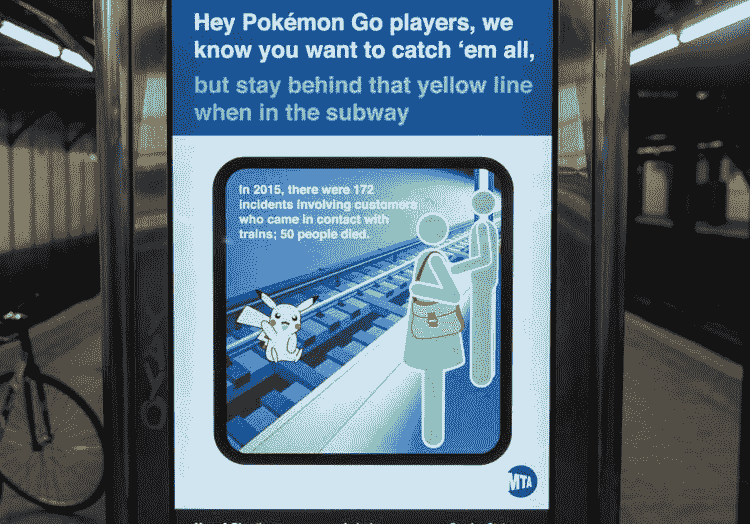 Hey Pokémon Go players, we
know you want to catch ‘em all,
but stay behind that yellow line
when in the subway
In 2015, there were 172
incidents involving customers
who came in contact with
trains; 50 people died.
MTA